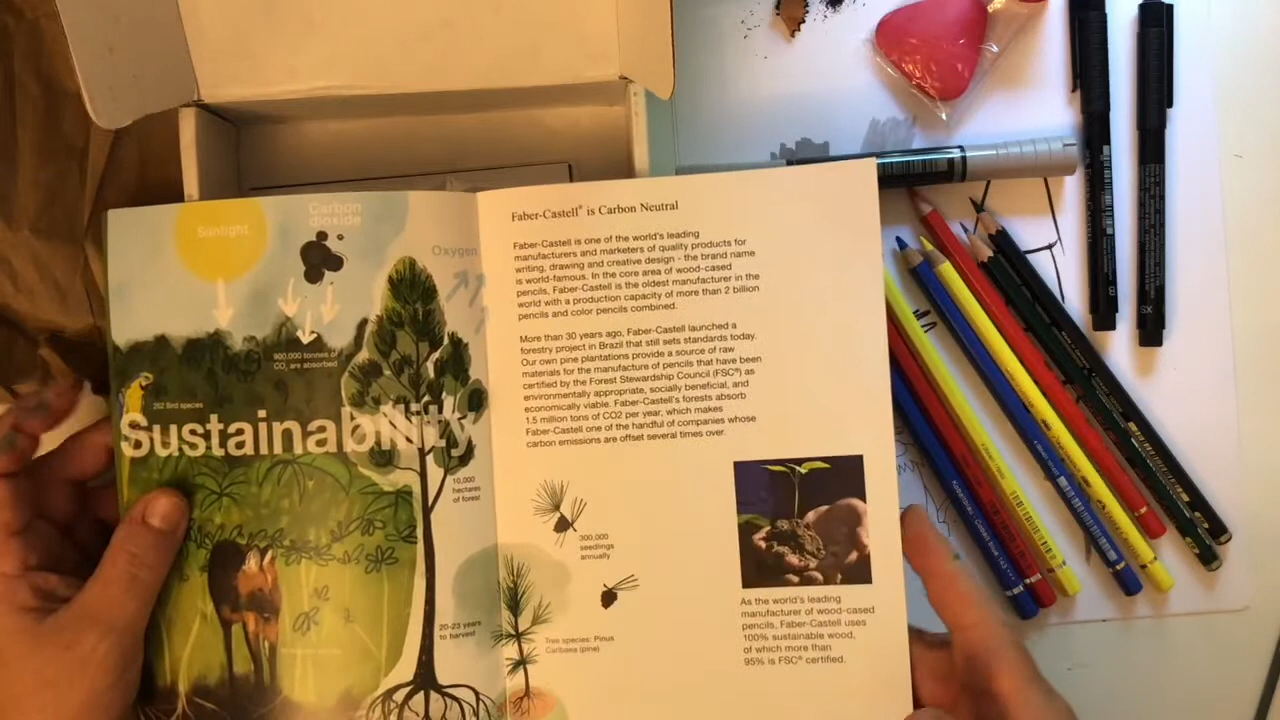 Sunlight
Carbon
dioxide
Oxygen
900,000 tonnes of
CO₂ are absorbed
262 Bird species
Sustainability
10,000
hectares
of forest
20-23 years
to harvest
Faber-Castell® is Carbon Neutral
Faber-Castell is one of the world's leading
manufacturers and marketers of quality products for
writing, drawing and creative design - the brand name
is world-famous. In the core area of wood-cased
pencils, Faber-Castell is the oldest manufacturer in the
world with a production capacity of more than 2 billion
pencils and color pencils combined.
More than 30 years ago, Faber-Castell launched a
forestry project in Brazil that still sets standards today.
Our own pine plantations provide a source of raw
materials for the manufacture of pencils that have been
certified by the Forest Stewardship Council (FSC®) as
environmentally appropriate, socially beneficial, and
economically viable. Faber-Castell's forests absorb
1.5 million tons of CO2 per year, which makes
Faber-Castell one of the handful of companies whose
carbon emissions are offset several times over.
300,000
seedlings
annually
Tree species: Pinus
Caribaea (pine)
As the world's leading
manufacturer of wood-cased
pencils, Faber-Castell uses
100% sustainable wood,
of which more than
95% is FSC® certified.
B
XS